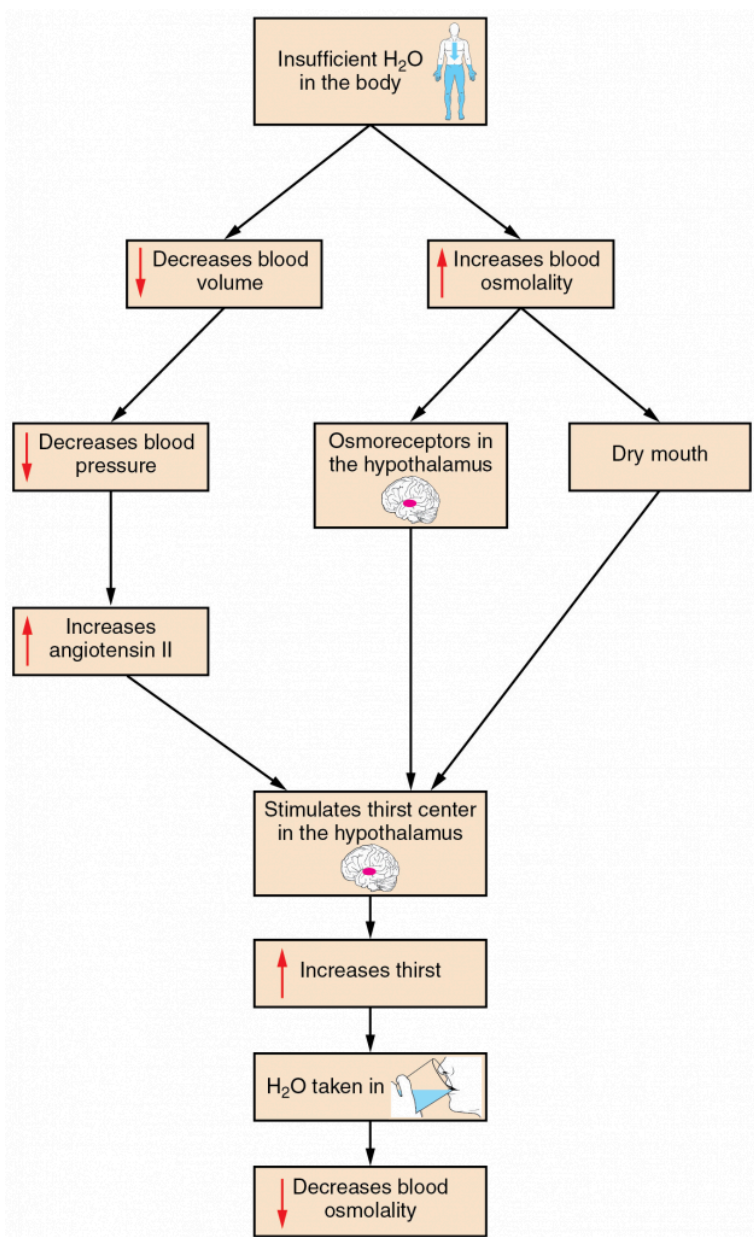 Insufficient H₂O
in the body
Decreases blood
volume
Increases blood
osmolality
Decreases blood
pressure
Osmoreceptors in
the hypothalamus
Dry mouth
Increases
angiotensin II
Stimulates thirst center
in the hypothalamus
Increases thirst
H₂O taken in
Decreases blood
osmolality